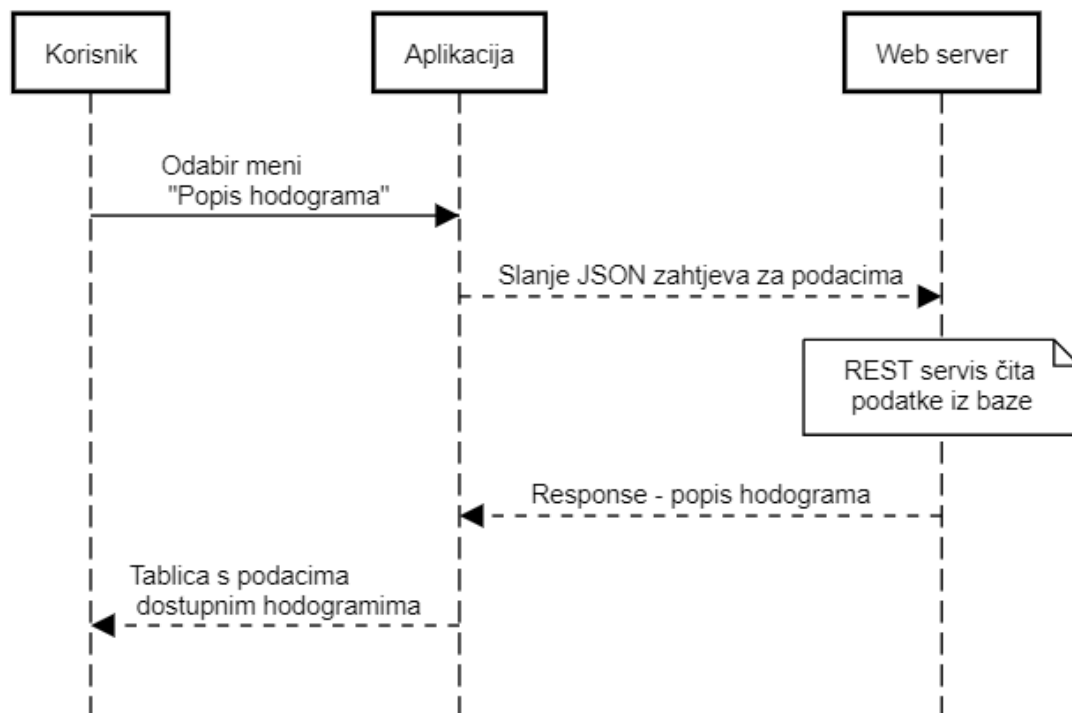 Korisnik
Aplikacija
Web server
Odabir meni
"Popis hodograma"
Slanje JSON zahtjeva za podacima
REST servis čita
podatke iz baze
Response - popis hodograma
Tablica s podacima
dostupnim hodogramima